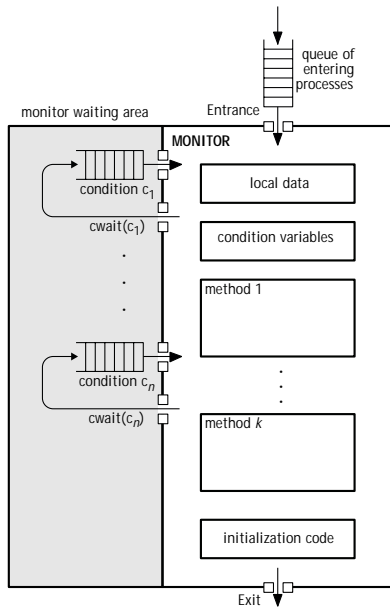 queue of
entering
processes
Entrance
monitor waiting area
MONITOR
condition c1
local data
cwait(c1)
condition variables
method 1
condition cn
cwait(cn)
method k
initialization code
Exit